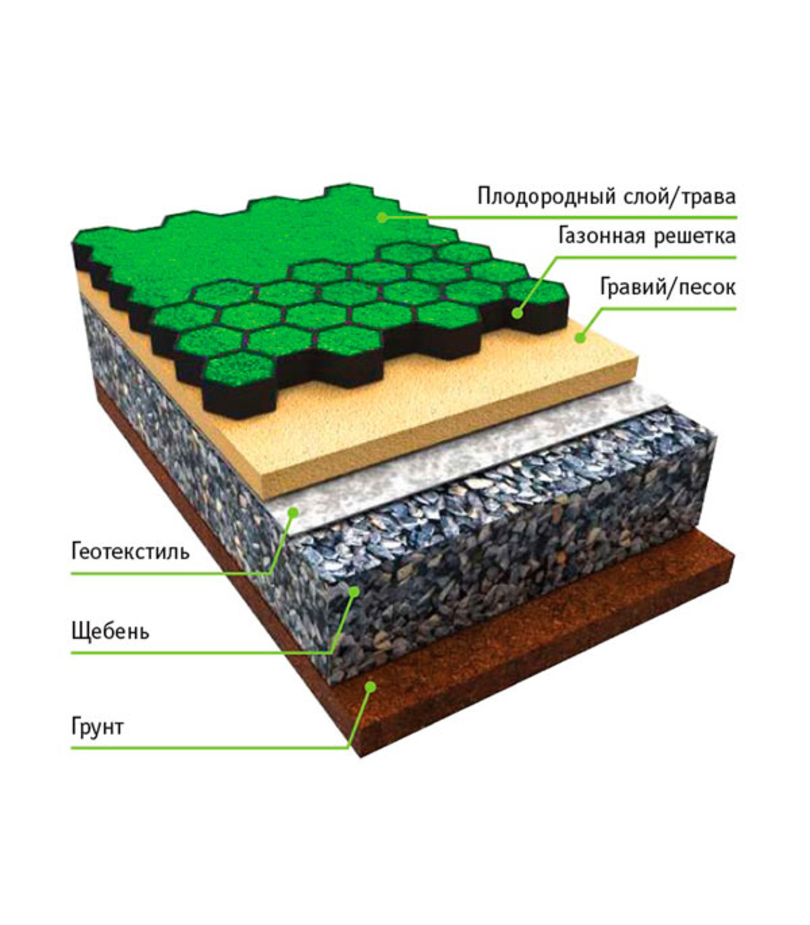 Плодородный слой/трава
Газонная решетка
Гравий/песок
Геотекстиль
Щебень
Грунт